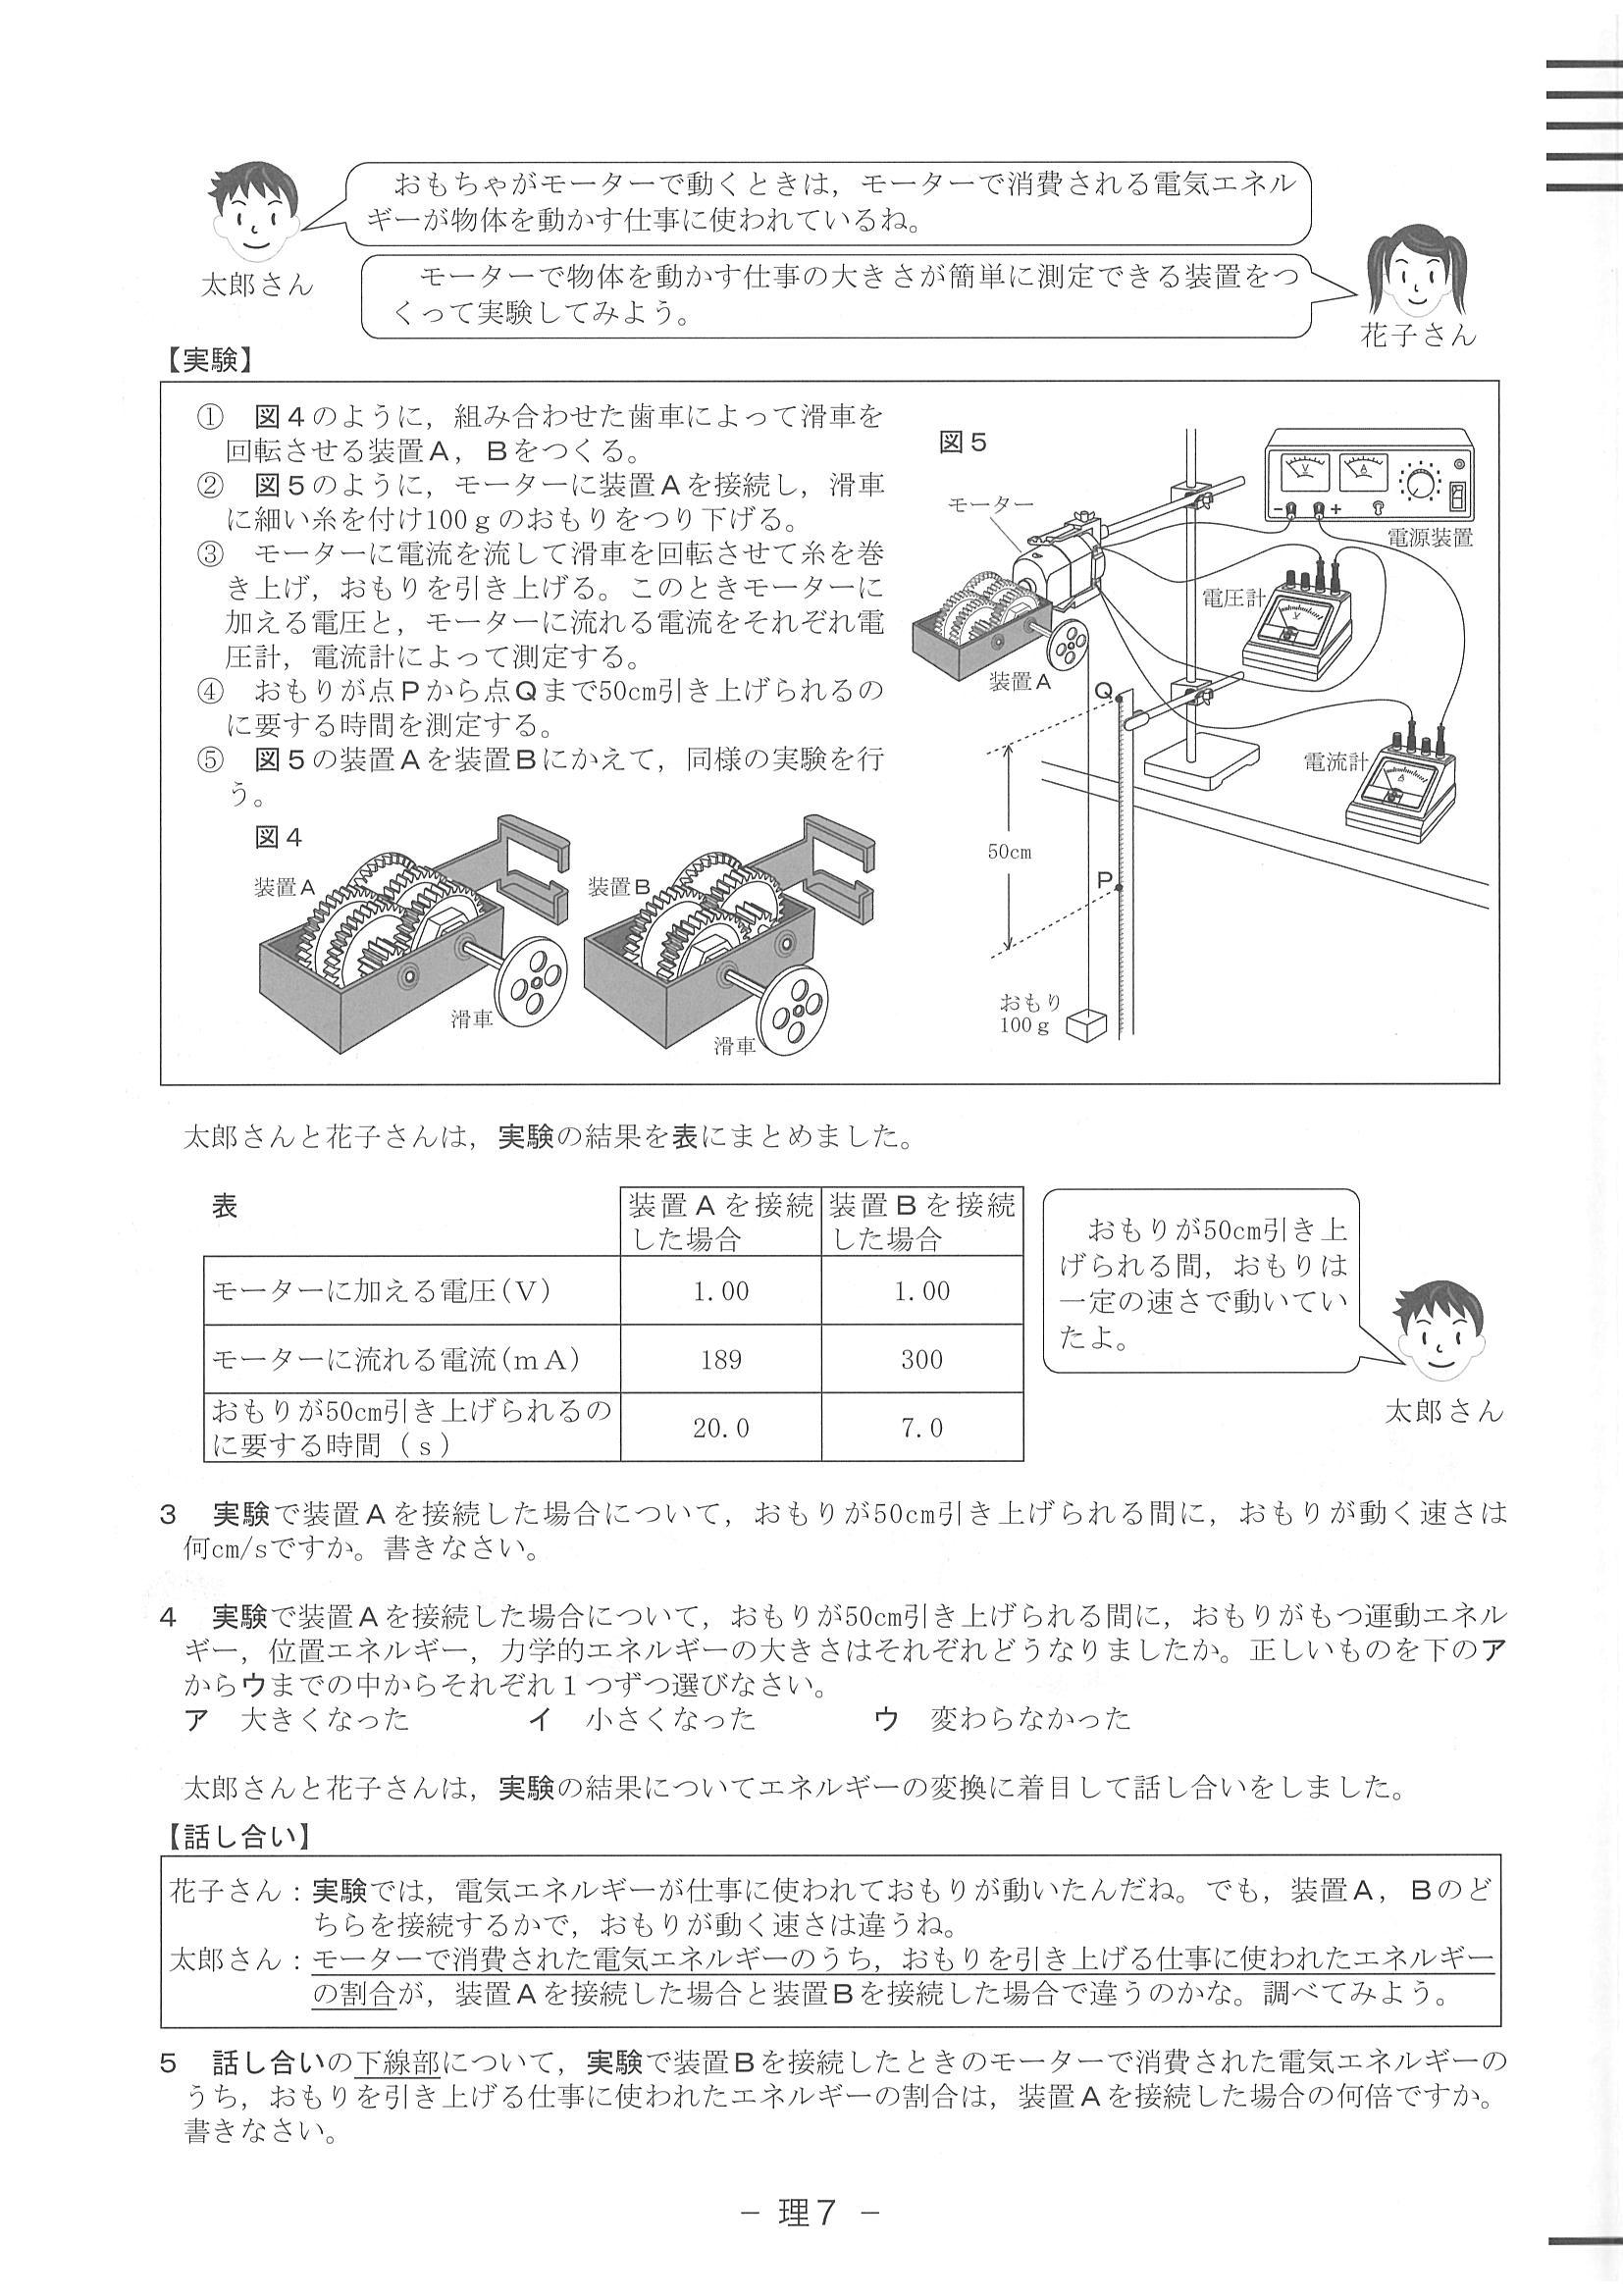 おもちゃがモーターで動くときは，モーターで消費される電気エネル
ギーが物体を動かす仕事に使われているね。
太郎さん
モーターで物体を動かす仕事の大きさが簡単に測定できる装置をつ
くって実験してみよう。
花子さん
【実験】
①　図４のように，組み合わせた歯車によって滑車を
回転させる装置Ａ，Ｂをつくる。
②　図５のように，モーターに装置Ａを接続し，滑車
に細い糸を付け100ｇのおもりをつり下げる。
③　モーターに電流を流して滑車を回転させて糸を巻
き上げ，おもりを引き上げる。このときモーターに
加える電圧と，モーターに流れる電流をそれぞれ電
圧計，電流計によって測定する。
④　おもりが点Ｐから点Ｑまで50cm引き上げられるの
に要する時間を測定する。
⑤　図５の装置Ａを装置Ｂにかえて，同様の実験を行
う。
図４
装置Ａ
滑車
装置Ｂ
滑車
図５
モーター
V
A
－
＋
電源装置
電圧計
V
装置Ａ
Ｑ
電流計
A
50cm
Ｐ
おもり
100ｇ
太郎さんと花子さんは，実験の結果を表にまとめました。
表
装置Ａを接続
した場合
装置Ｂを接続
した場合
モーターに加える電圧(Ｖ)　1.00　1.00
モーターに流れる電流(ｍＡ)　189　300
おもりが50cm引き上げられるの
に要する時間（ｓ）　20.0　7.0
おもりが50cm引き上
げられる間，おもりは
一定の速さで動いてい
たよ。
太郎さん
３　実験で装置Ａを接続した場合について，おもりが50cm引き上げられる間に，おもりが動く速さは
何cm/sですか。書きなさい。
４　実験で装置Ａを接続した場合について，おもりが50cm引き上げられる間に，おもりがもつ運動エネル
ギー，位置エネルギー，力学的エネルギーの大きさはそれぞれどうなりましたか。正しいものを下のア
からウまでの中からそれぞれ１つずつ選びなさい。
ア　大きくなった　イ　小さくなった　ウ　変わらなかった
太郎さんと花子さんは，実験の結果についてエネルギーの変換に着目して話し合いをしました。
【話し合い】
花子さん：実験では，電気エネルギーが仕事に使われておもりが動いたんだね。でも，装置Ａ，Ｂのど
ちらを接続するかで，おもりが動く速さは違うね。
太郎さん：モーターで消費された電気エネルギーのうち，おもりを引き上げる仕事に使われたエネルギー
の割合が，装置Ａを接続した場合と装置Ｂを接続した場合で違うのかな。調べてみよう。
５　話し合いの下線部について，実験で装置Ｂを接続したときのモーターで消費された電気エネルギーの
うち，おもりを引き上げる仕事に使われたエネルギーの割合は，装置Ａを接続した場合の何倍ですか。
書きなさい。
－ 理７ －